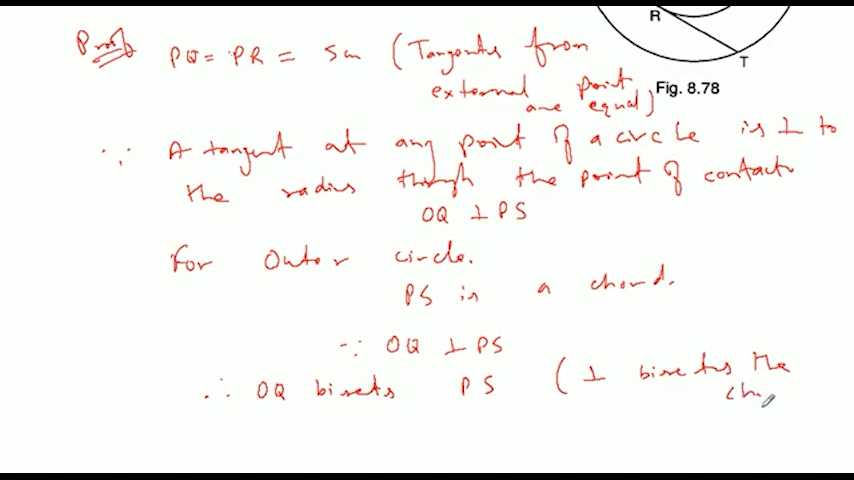 R
T
Fig. 8.78
Proof PQ = PR = 5cm (Tangents from
external point
are equal)
∵ A tangent at any point of a circle is ⊥ to
the radius through the point of contact
OQ ⊥ PS
For Outer circle.
PS is a chord.
∵ OQ ⊥ PS
∴ OQ bisects PS (⊥ bisects the